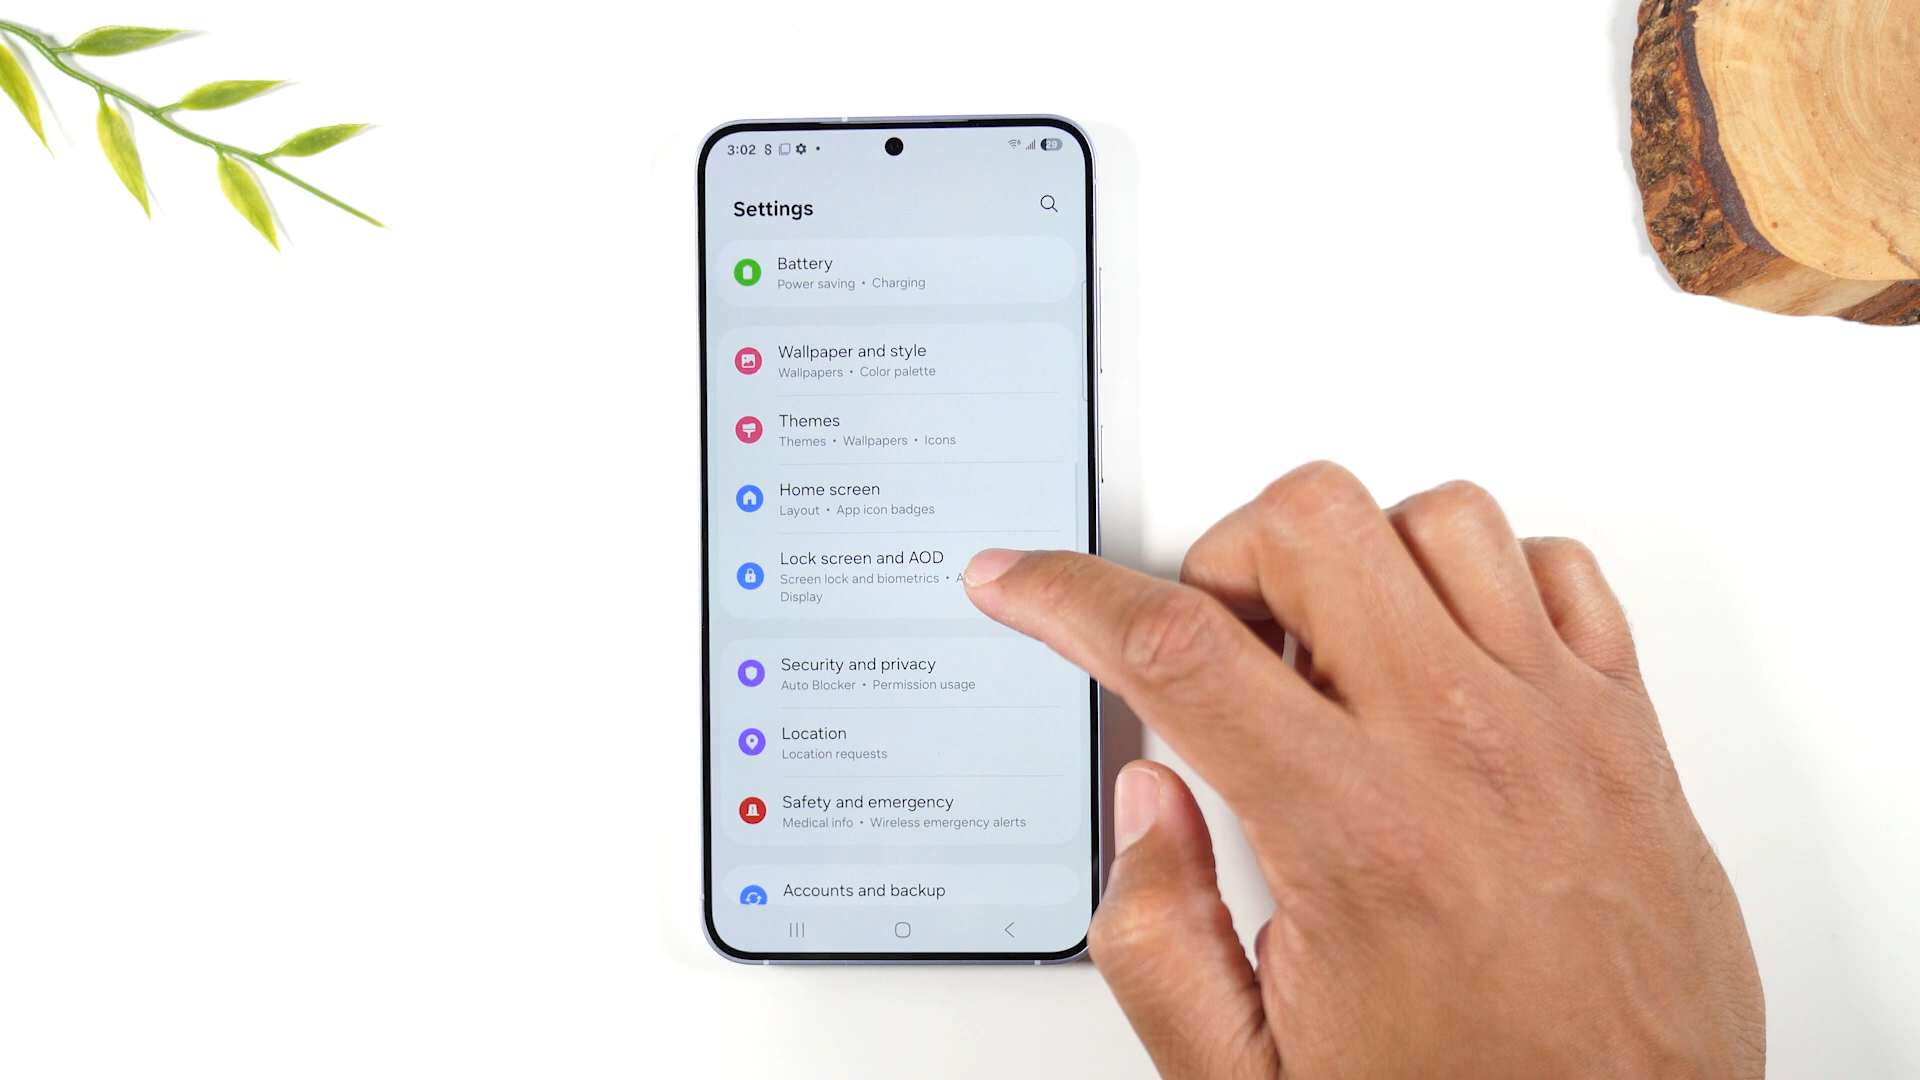 3:02
29
Settings
Battery
Power saving • Charging
Wallpaper and style
Wallpapers • Color palette
Themes
Themes • Wallpapers • Icons
Home screen
Layout • App icon badges
Lock screen and AOD
Screen lock and biometrics •
Display
Security and privacy
Auto Blocker • Permission usage
Location
Location requests
Safety and emergency
Medical info • Wireless emergency alerts
Accounts and backup